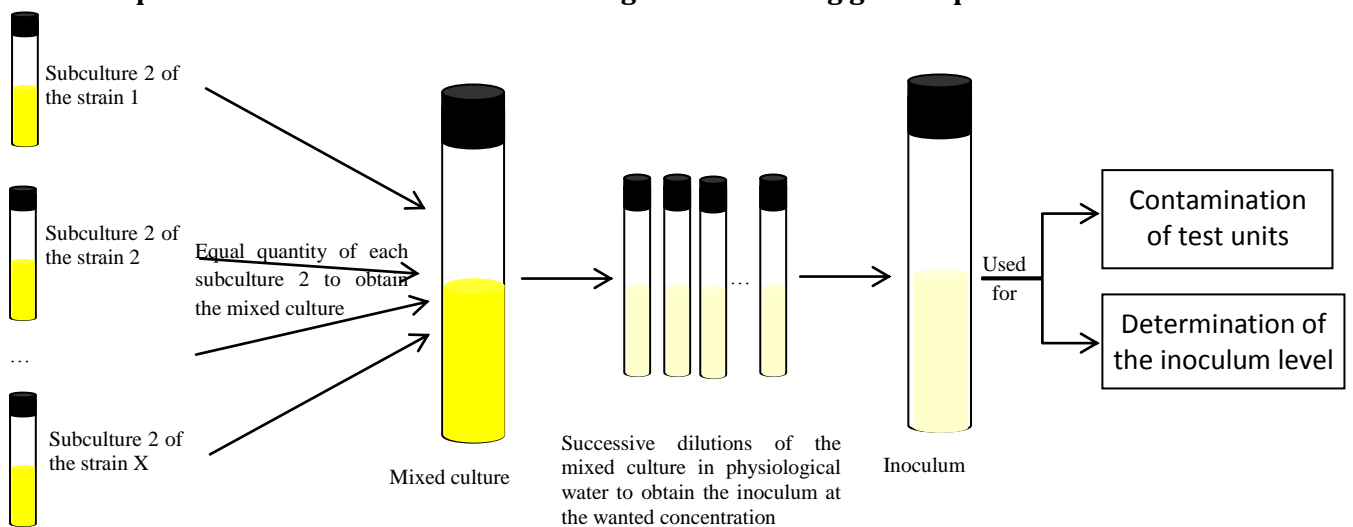 Subculture 2 of
the strain 1
Subculture 2 of
the strain 2
Equal quantity of each
subculture 2 to obtain
the mixed culture
…
Subculture 2 of
the strain X
Mixed culture
…
Successive dilutions of the
mixed culture in physiological
water to obtain the inoculum at
the wanted concentration
Inoculum
Used
for
Contamination
of test units
Determination of
the inoculum level